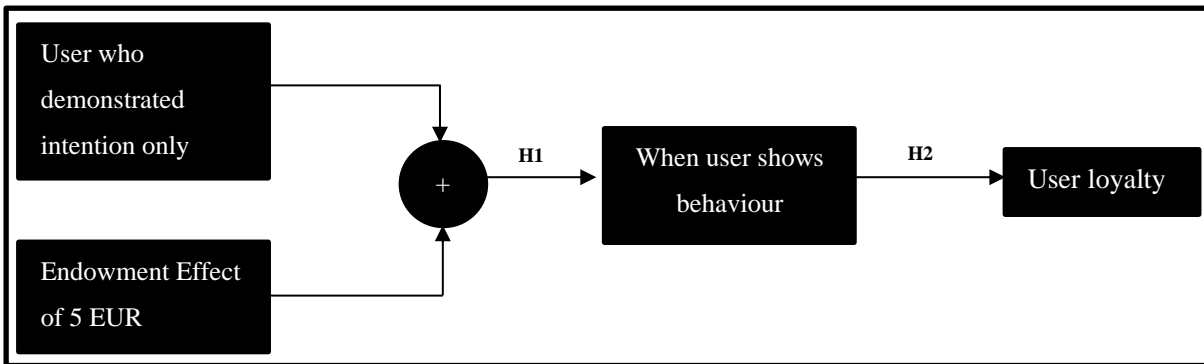 User who
demonstrated
intention only
Endowment Effect
of 5 EUR
+
H1
When user shows
behaviour
H2
User loyalty